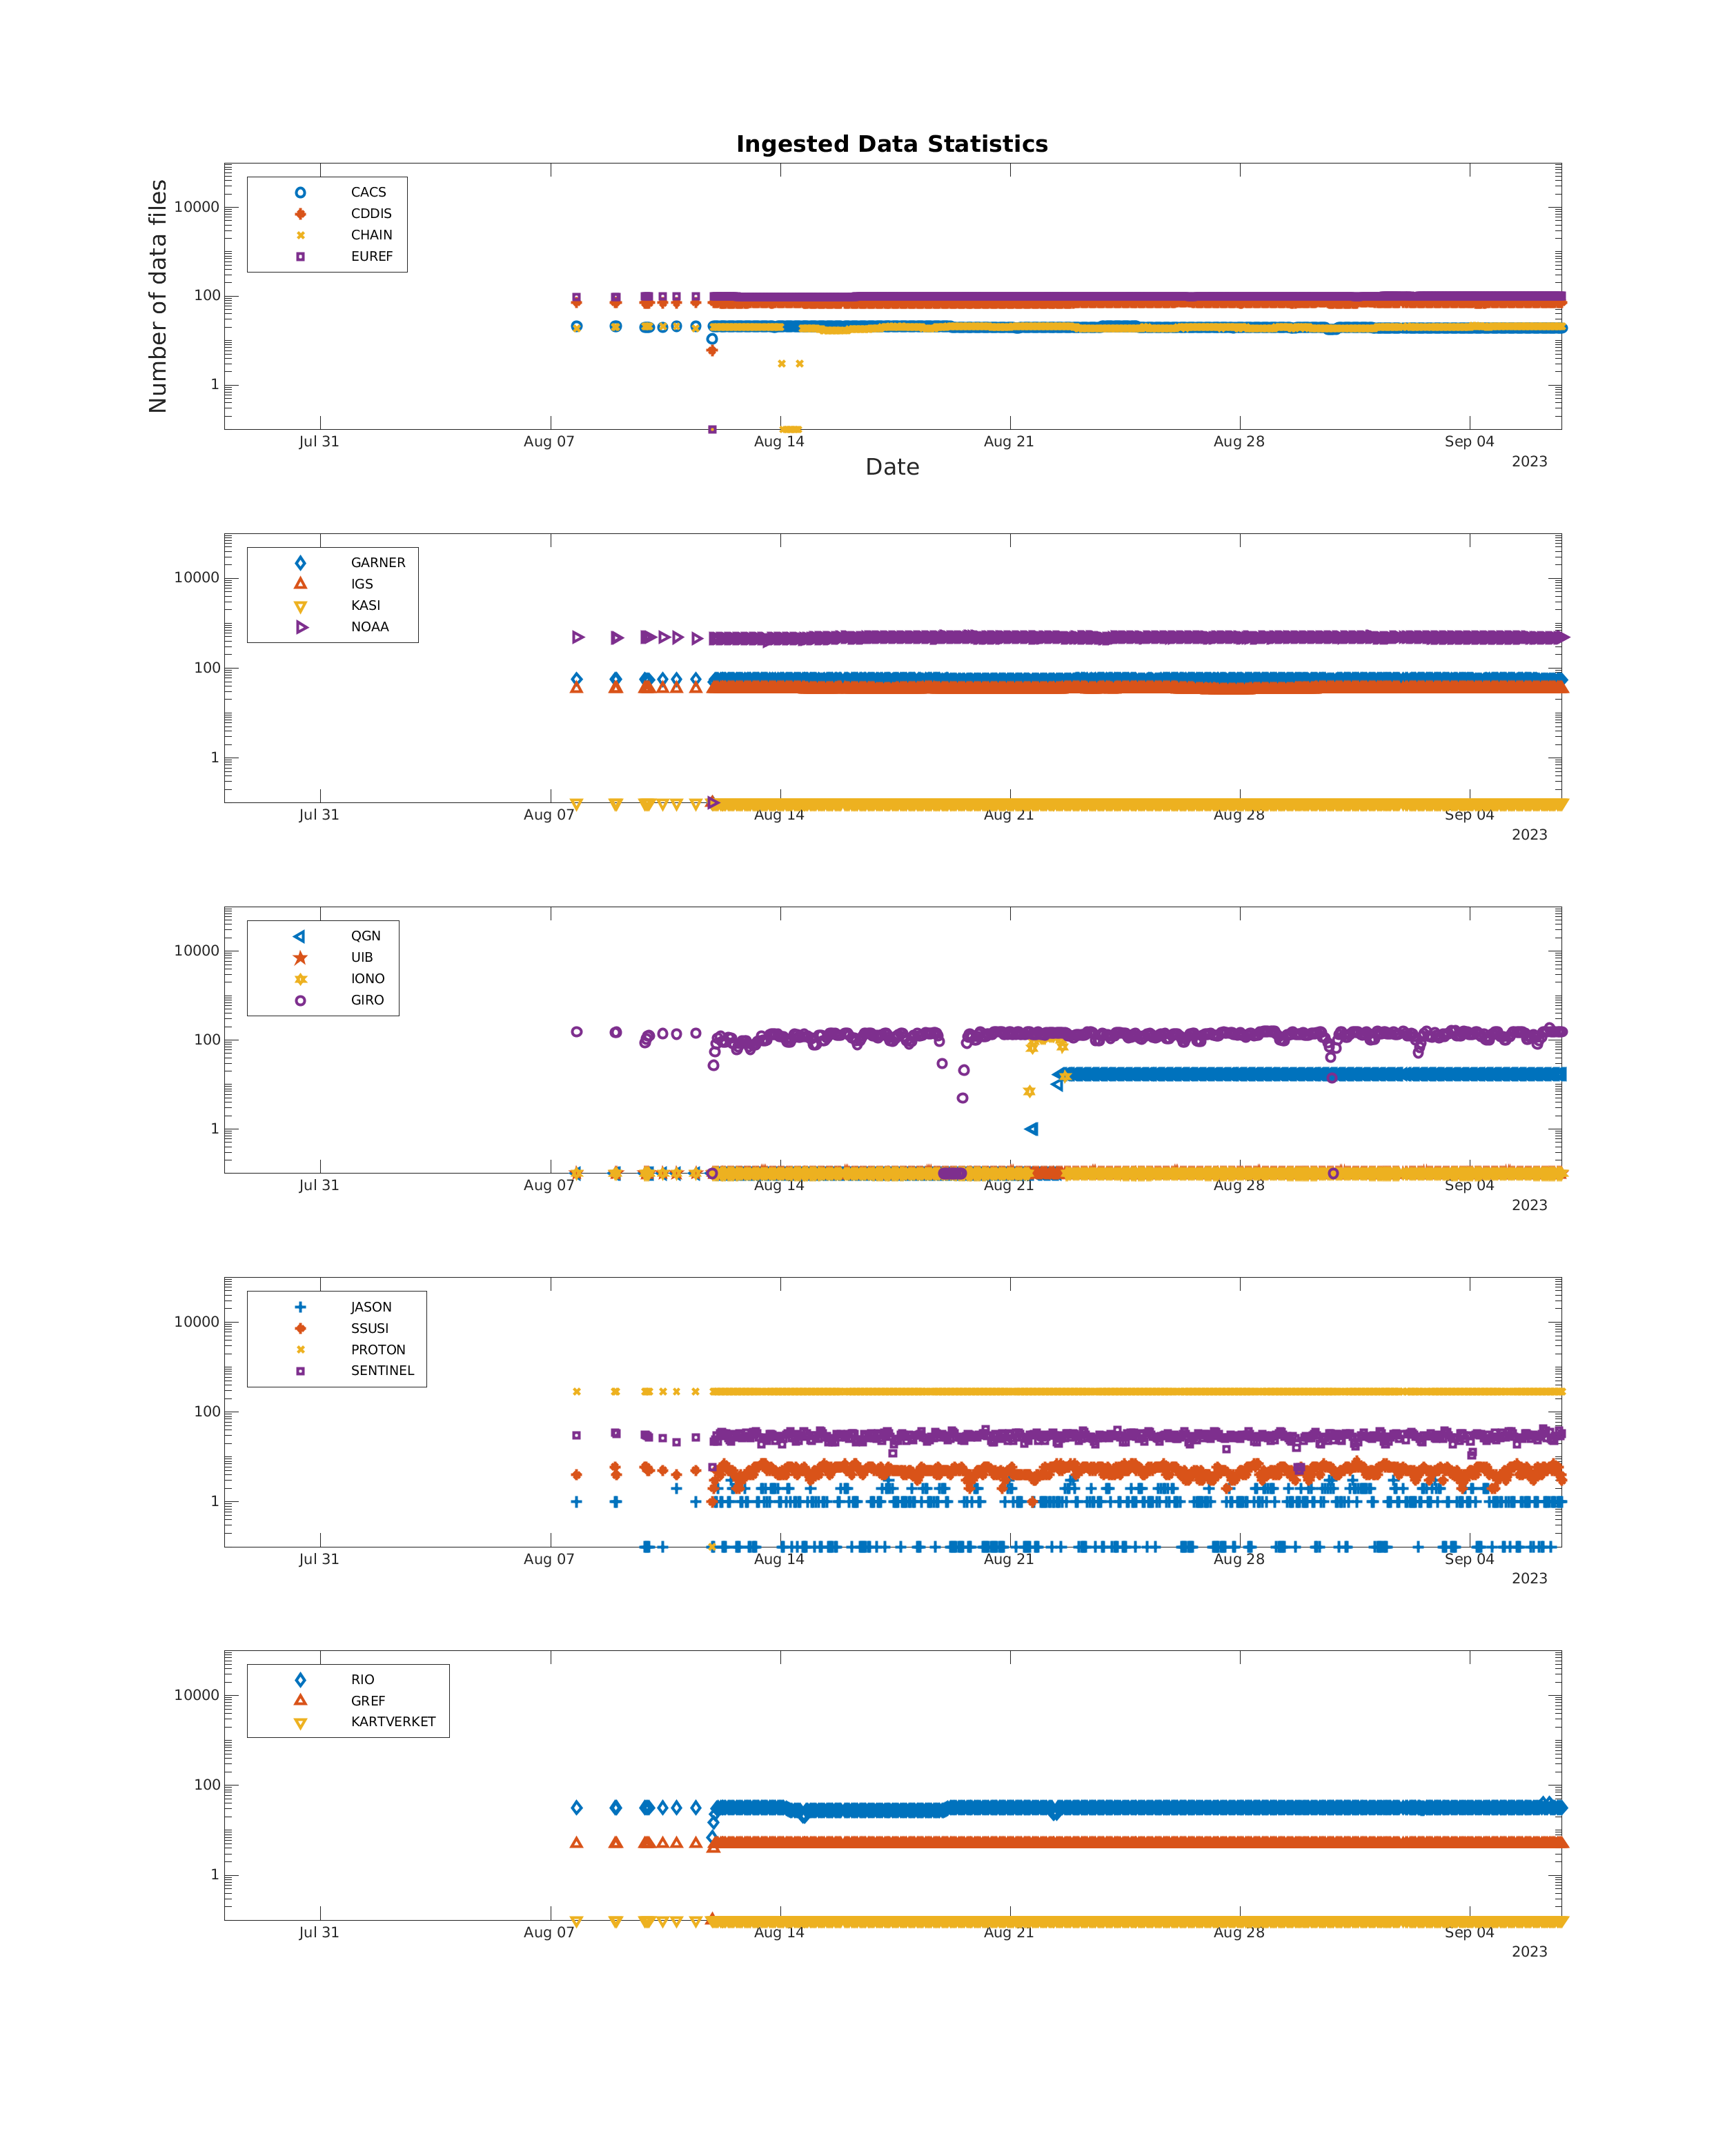 Ingested Data Statistics
Number of data files
CACS
CDDIS
CHAIN
EUREF
10000
100
1
Jul 31 Aug 07 Aug 14 Aug 21 Aug 28 Sep 04
2023
Date
GARNER
IGS
KASI
NOAA
10000
100
1
Jul 31 Aug 07 Aug 14 Aug 21 Aug 28 Sep 04
2023
QGN
UIB
IONO
GIRO
10000
100
1
Jul 31 Aug 07 Aug 14 Aug 21 Aug 28 Sep 04
2023
JASON
SSUSI
PROTON
SENTINEL
10000
100
1
Jul 31 Aug 07 Aug 14 Aug 21 Aug 28 Sep 04
2023
RIO
GREF
KARTVERKET
10000
100
1
Jul 31 Aug 07 Aug 14 Aug 21 Aug 28 Sep 04
2023